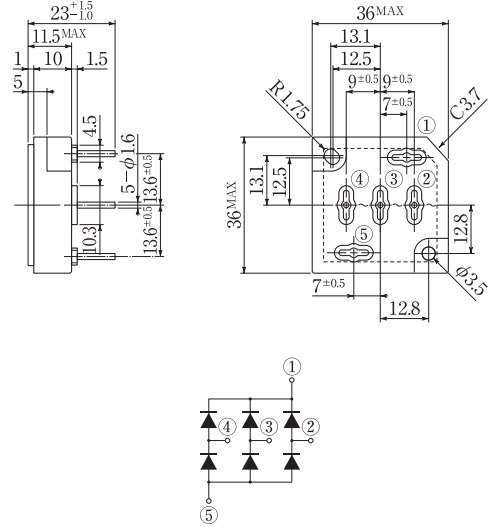 23+1.5−1.0
11.5MAX
1 10 1.5
5
4.5
5−φ1.6
13.6±0.5
13.6±0.5
10.3
36MAX
13.1
12.5
9±0.5 9±0.5
7±0.5
R1.75
C3.7
①
④ ③ ②
⑤
13.1
12.5
36MAX
12.8
φ3.5
7±0.5
12.8
①
④ ③ ②
⑤